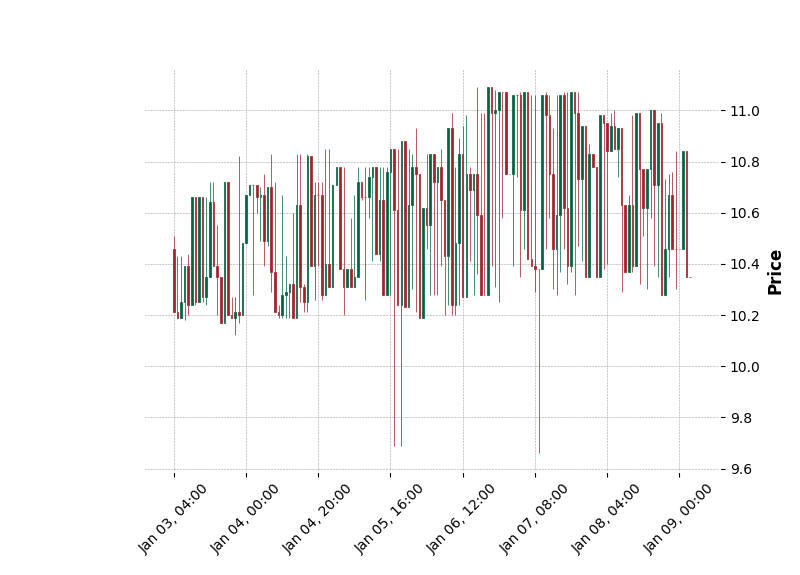 11.0
10.8
10.6
10.4
10.2
10.0
9.8
9.6
Price
Jan 03, 04:00
Jan 04, 00:00
Jan 04, 20:00
Jan 05, 16:00
Jan 06, 12:00
Jan 07, 08:00
Jan 08, 04:00
Jan 09, 00:00